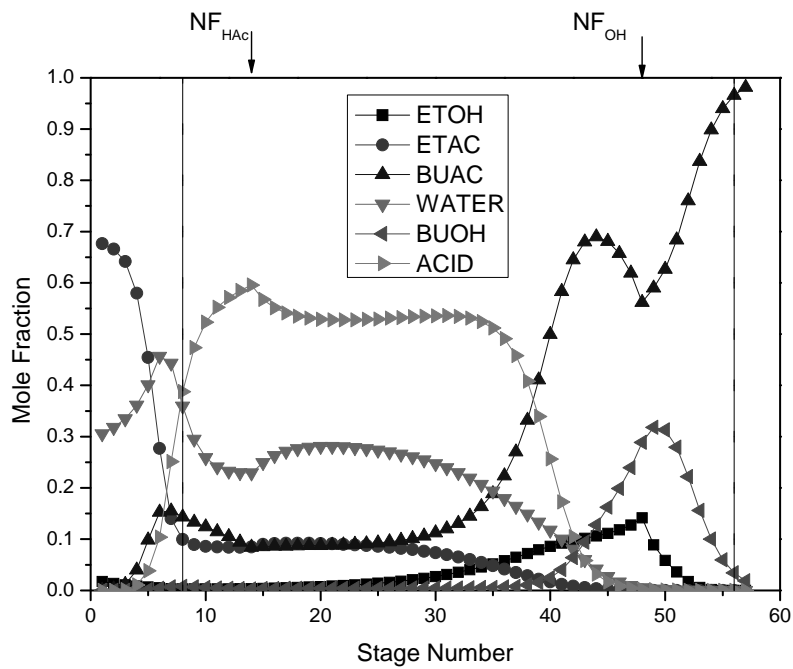 NF_HAc NF_OH
1.0
0.9
0.8
0.7
0.6
0.5
0.4
0.3
0.2
0.1
0.0
Mole Fraction
ETOH
ETAC
BUAC
WATER
BUOH
ACID
0 10 20 30 40 50 60
Stage Number